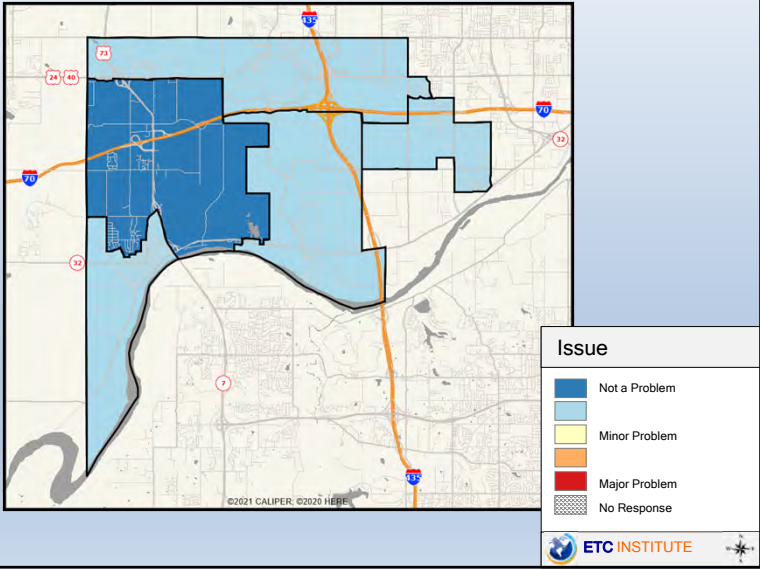 435
73
24 40
70
32
70
32
7
435
©2021 CALIPER; ©2020 HERE
Issue
Not a Problem
Minor Problem
Major Problem
No Response
ETC INSTITUTE